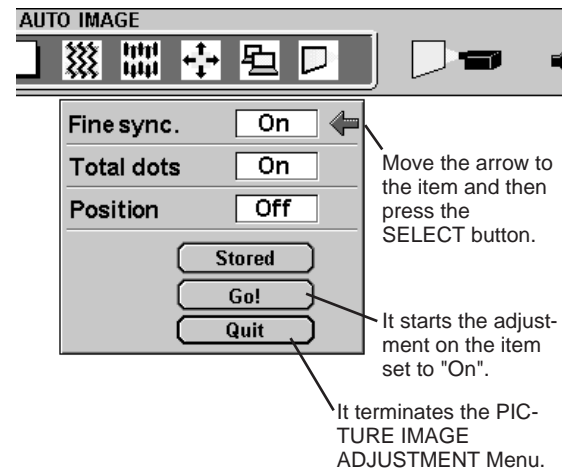 AUTO IMAGE
Fine sync. On
Total dots On
Position Off
Stored
Go!
Quit
Move the arrow to
the item and then
press the
SELECT button.
It starts the adjust-
ment on the item
set to "On".
It terminates the PIC-
TURE IMAGE
ADJUSTMENT Menu.